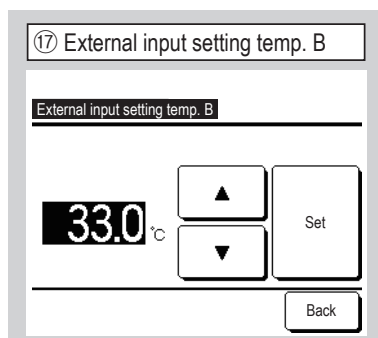 ⑰ External input setting temp. B
External input setting temp. B
33.0 °C
▲
▼
Set
Back